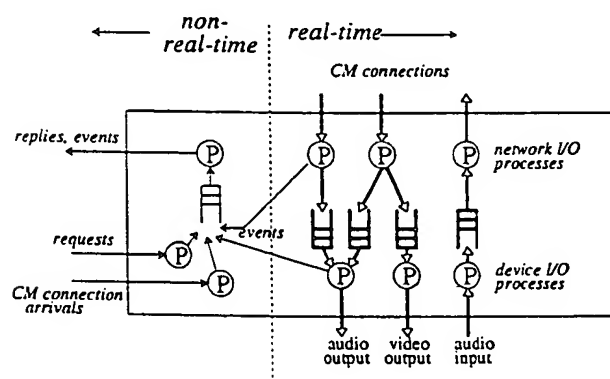 non-
real-time
real-time
CM connections
replies, events
P
P
P
P
network I/O
processes
requests
P
events
CM connection
arrivals
P
P
P
P
device I/O
processes
audio
output
video
output
audio
input